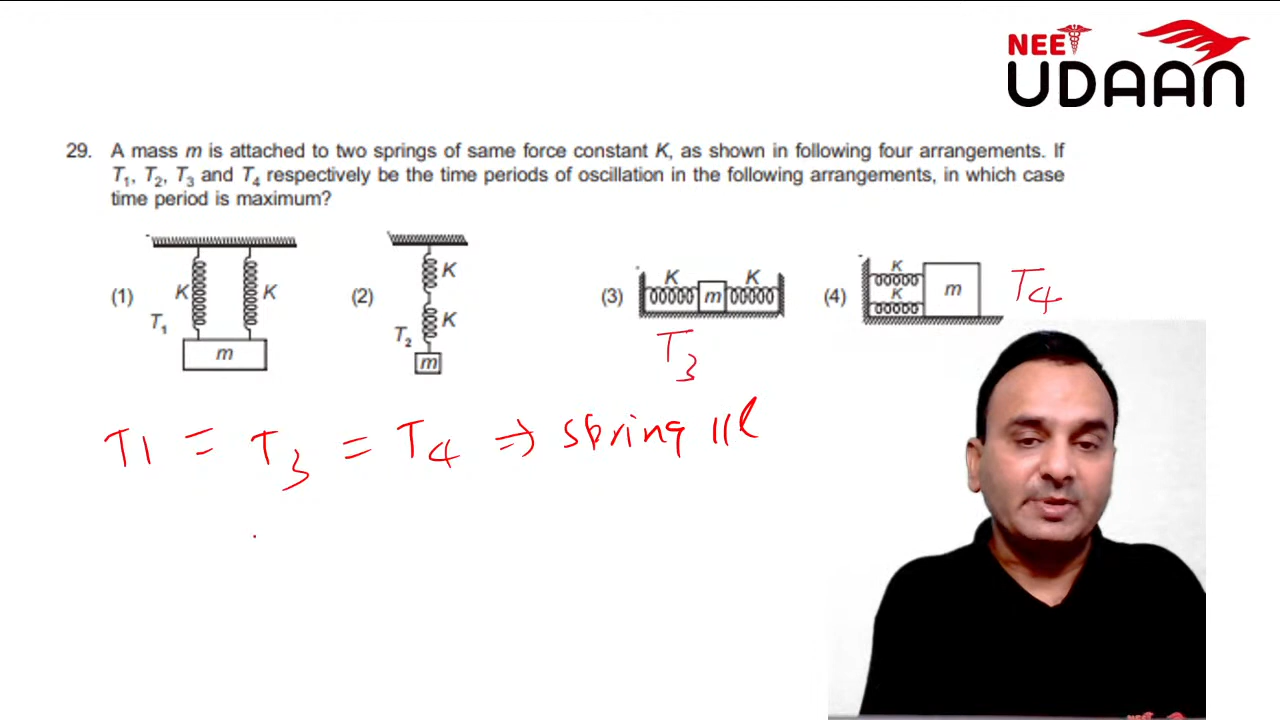 NEET
UDAAN
29. A mass m is attached to two springs of same force constant K, as shown in following four arrangements. If
T₁, T₂, T₃ and T₄ respectively be the time periods of oscillation in the following arrangements, in which case
time period is maximum?
(1) K K T₁ m
(2) K K T₂ m
(3) K K m T₃
(4) K K m T₄
T1 = T₃ = T₄ ⇒ spring ||l